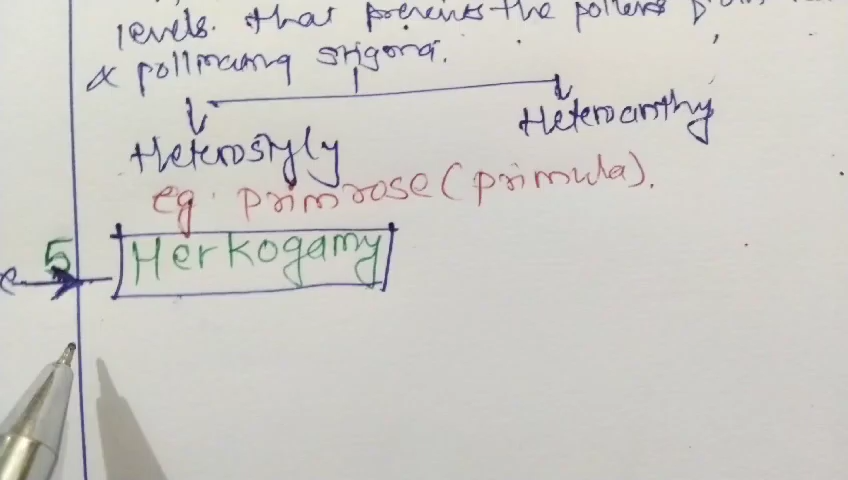 levels. that prevents the pollens
& pollinating stigma.
Heterostyly Heteroanthy
eg. primrose (primula).
5 Herkogamy